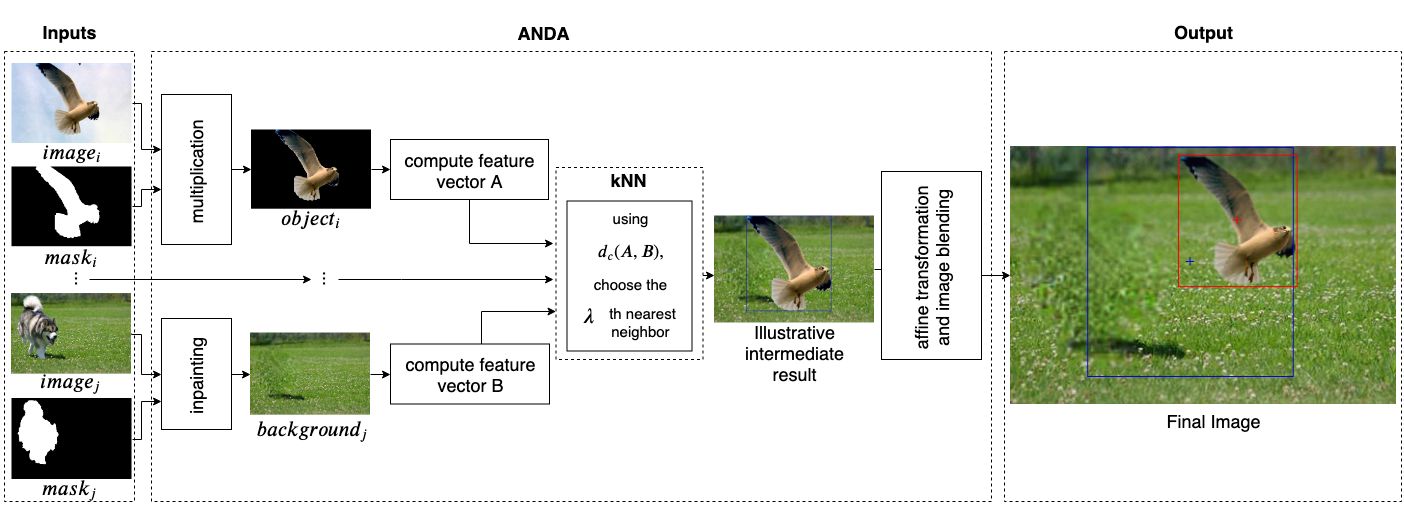 Inputs
ANDA
Output
image_i
mask_i
⋮
image_j
mask_j
multiplication
inpainting
object_i
⋮
background_j
compute feature
vector A
compute feature
vector B
kNN
using
d_c(A, B),
choose the
λ th nearest
neighbor
Illustrative
intermediate
result
affine transformation
and image blending
Final Image